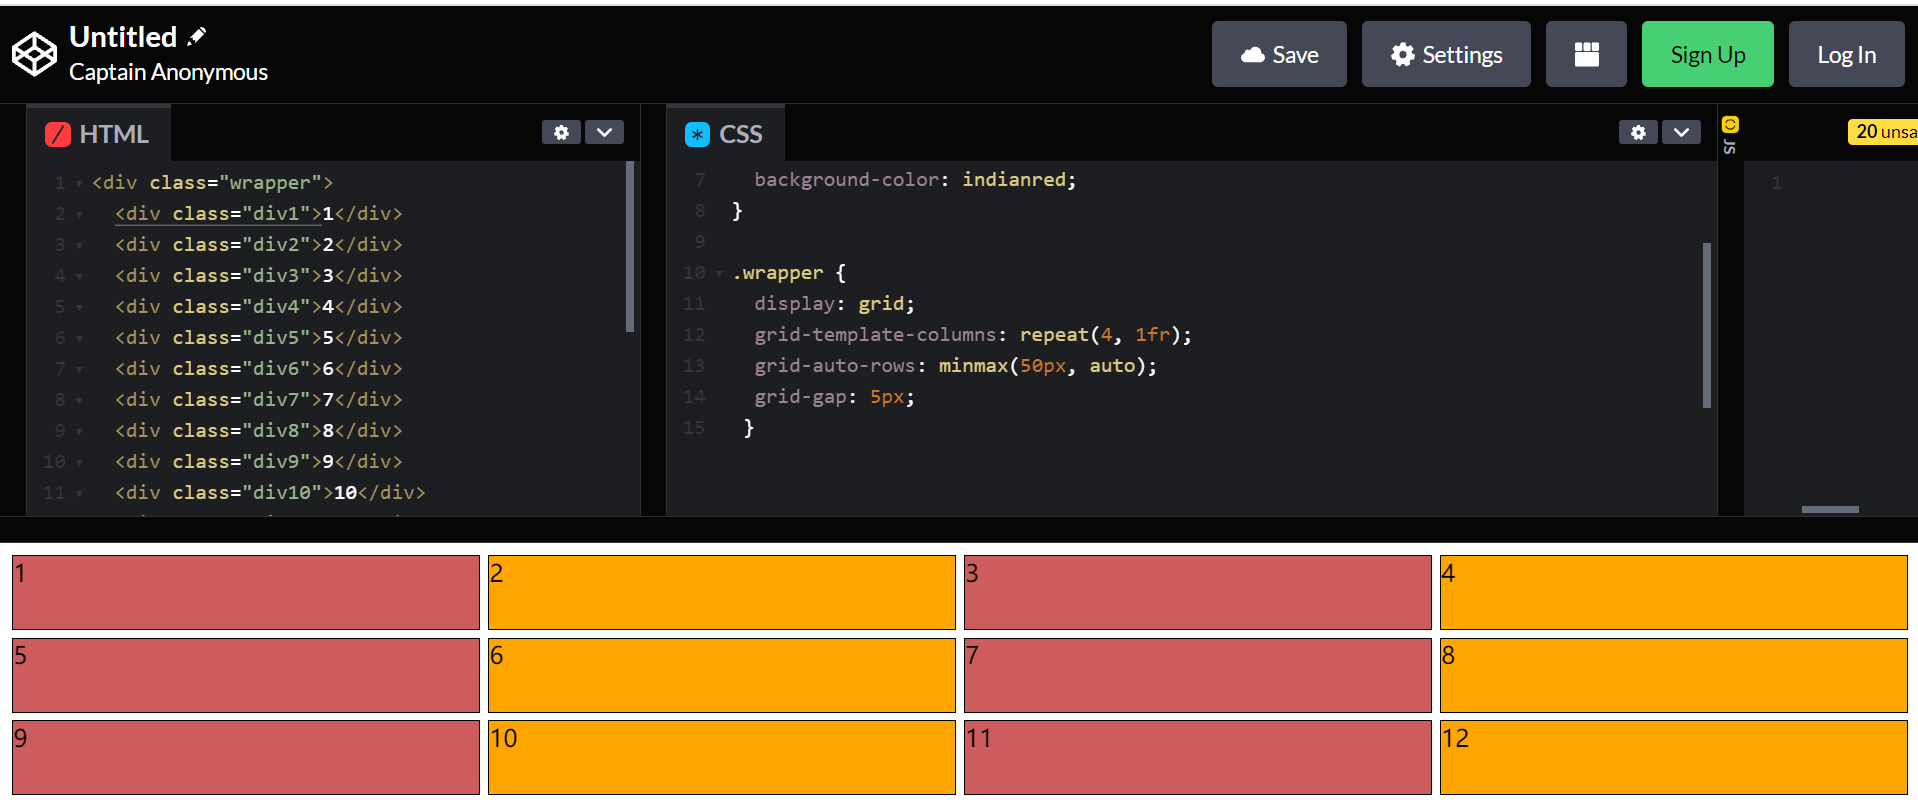 Untitled
Captain Anonymous
Save
Settings
Sign Up
Log In
HTML
1 <div class="wrapper">
2 <div class="div1">1</div>
3 <div class="div2">2</div>
4 <div class="div3">3</div>
5 <div class="div4">4</div>
6 <div class="div5">5</div>
7 <div class="div6">6</div>
8 <div class="div7">7</div>
9 <div class="div8">8</div>
10 <div class="div9">9</div>
11 <div class="div10">10</div>
CSS
7 background-color: indianred;
8 }
9
10 .wrapper {
11 display: grid;
12 grid-template-columns: repeat(4, 1fr);
13 grid-auto-rows: minmax(50px, auto);
14 grid-gap: 5px;
15 }
JS
20 unsa
1
1 2 3 4
5 6 7 8
9 10 11 12